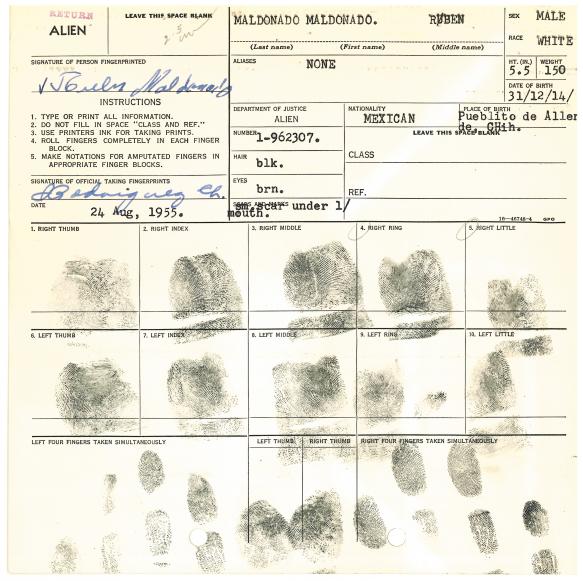 RETURN
ALIEN
LEAVE THIS SPACE BLANK
MALDONADO MALDONADO. RUBEN
(Last name) (First name) (Middle name)
SEX MALE
RACE WHITE
SIGNATURE OF PERSON FINGERPRINTED
Maldonado
ALIASES
NONE
HT. (IN.) WEIGHT
5.5 150
DATE OF BIRTH
31/12/14/
INSTRUCTIONS
1. TYPE OR PRINT ALL INFORMATION.
2. DO NOT FILL IN SPACE "CLASS AND REF."
3. USE PRINTERS INK FOR TAKING PRINTS.
4. ROLL FINGERS COMPLETELY IN EACH FINGER
BLOCK.
5. MAKE NOTATIONS FOR AMPUTATED FINGERS IN
APPROPRIATE FINGER BLOCKS.
DEPARTMENT OF JUSTICE
ALIEN
NATIONALITY
MEXICAN
PLACE OF BIRTH
Pueblito de Allen
de. CHih.
NUMBER
1-962307.
LEAVE THIS SPACE BLANK
CLASS
HAIR
blk.
EYES
brn.
REF.
SIGNATURE OF OFFICIAL TAKING FINGERPRINTS
Rodriguez Ch.
DATE
24 Aug, 1955.
SCARS AND MARKS
sm.scar under l/
mouth.
16-46748-4 GPO
1. RIGHT THUMB 2. RIGHT INDEX 3. RIGHT MIDDLE 4. RIGHT RING 5. RIGHT LITTLE
6. LEFT THUMB 7. LEFT INDEX 8. LEFT MIDDLE 9. LEFT RING 10. LEFT LITTLE
LEFT FOUR FINGERS TAKEN SIMULTANEOUSLY LEFT THUMB RIGHT THUMB RIGHT FOUR FINGERS TAKEN SIMULTANEOUSLY